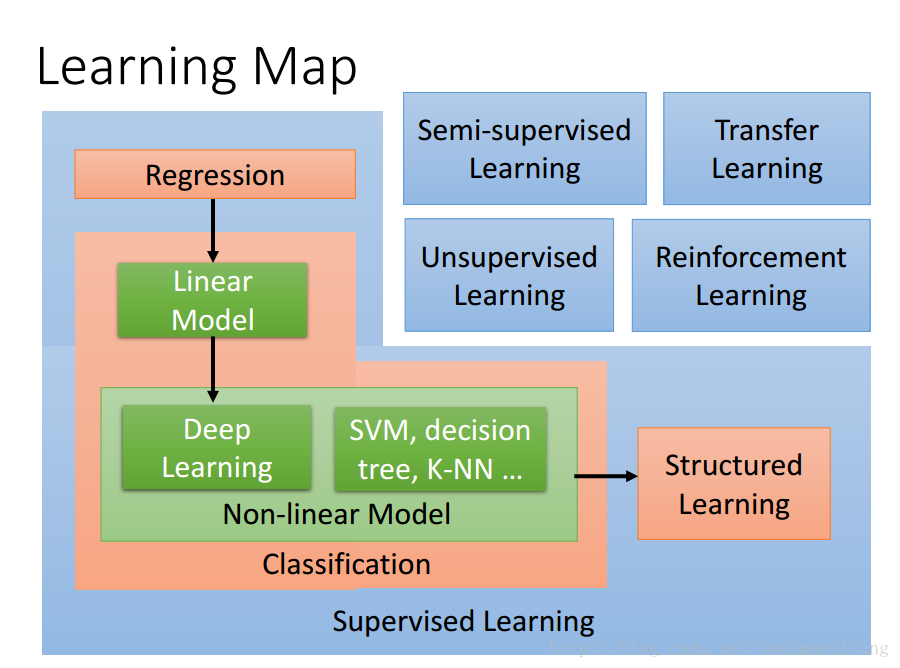 Learning Map
Regression
Linear
Model
Deep
Learning
SVM, decision
tree, K-NN ...
Non-linear Model
Classification
Supervised Learning
Structured
Learning
Semi-supervised
Learning
Transfer
Learning
Unsupervised
Learning
Reinforcement
Learning